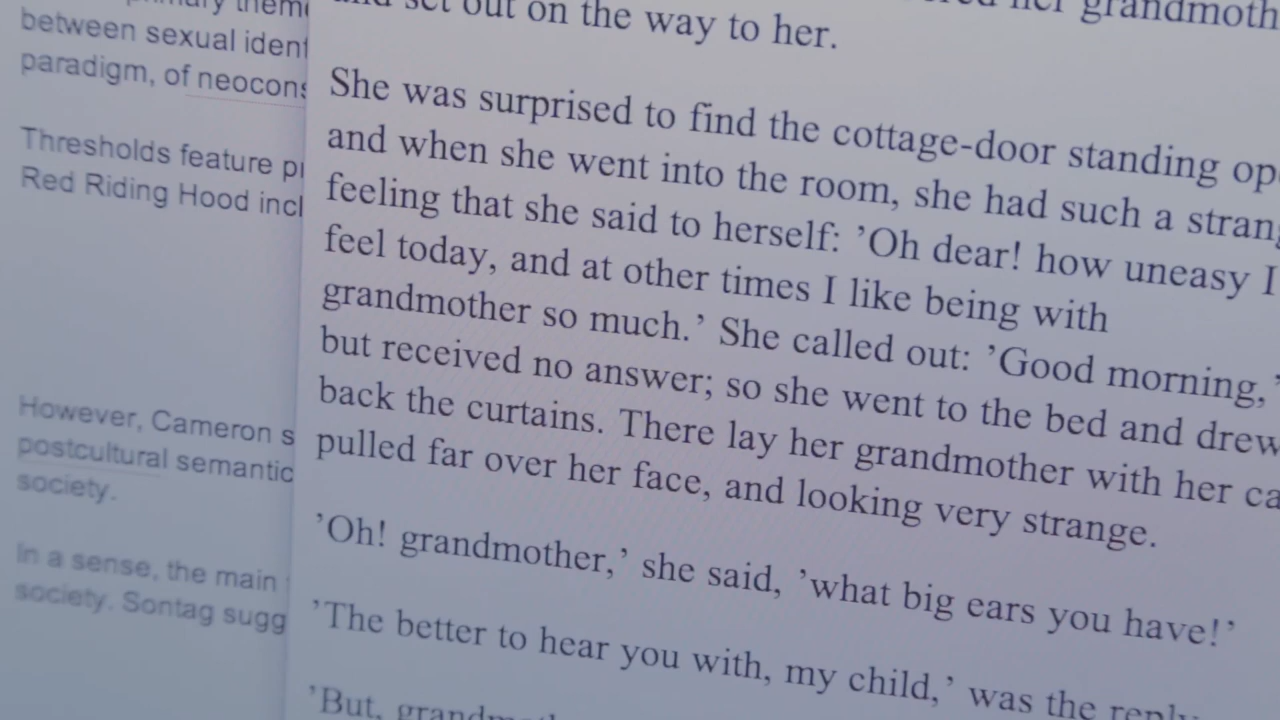 between sexual
paradigm, of
Thresholds feature
Red Riding Hood
However, Cameron
postcultural
society.
In a sense, the main
society. Sontag
her
set out on the way to her.
She was surprised to find the cottage-door standing
and when she went into the room, she had such a
feeling that she said to herself: ’Oh dear! how uneasy I
feel today, and at other times I like being with
grandmother so much.’ She called out: ’Good morning,’
but received no answer; so she went to the bed and drew
back the curtains. There lay her grandmother with her
pulled far over her face, and looking very strange.
’Oh! grandmother,’ she said, ’what big ears you have!’
’The better to hear you with, my child,’ was the reply
’But,